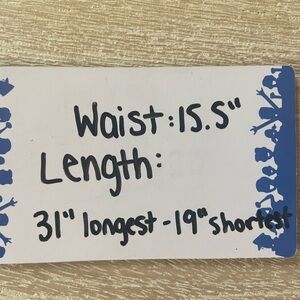 Waist: 15.5"
Length:
31" longest - 19" shortest